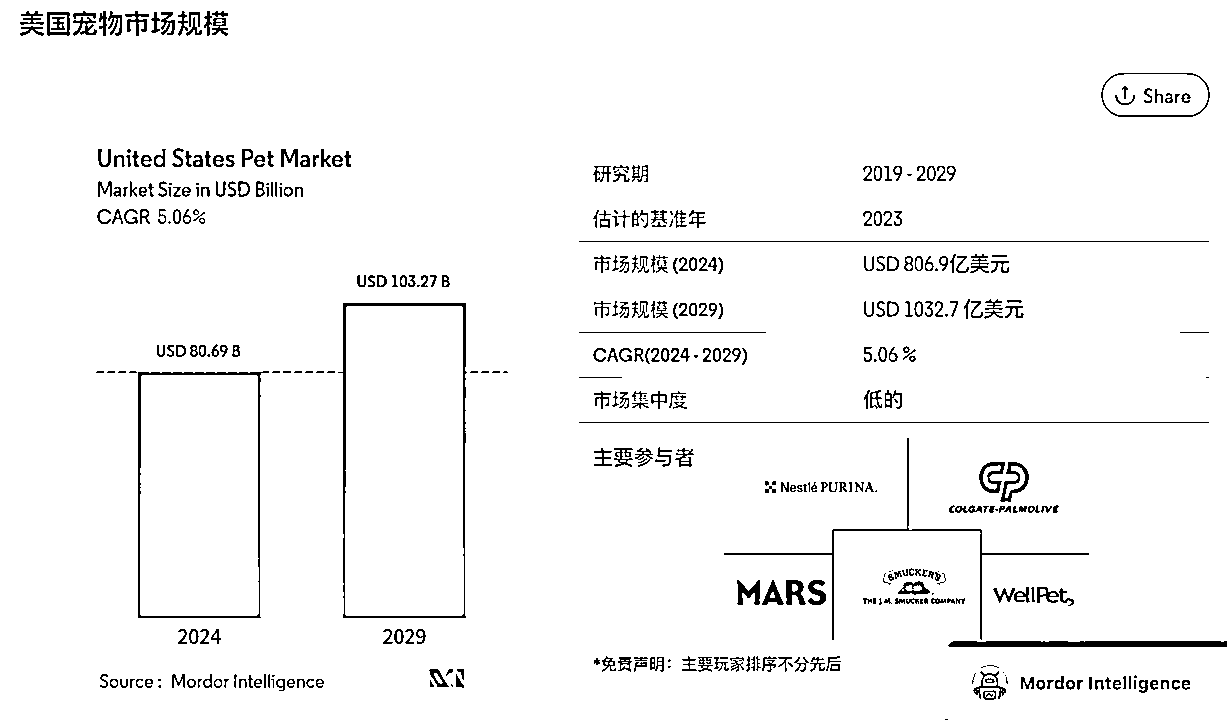 美国宠物市场规模
Share
United States Pet Market
Market Size in USD Billion
CAGR 5.06%
USD 103.27 B
USD 80.69 B
2024
2029
Source : Mordor Intelligence
研究期 2019 - 2029
估计的基准年 2023
市场规模 (2024) USD 806.9亿美元
市场规模 (2029) USD 1032.7 亿美元
CAGR(2024 - 2029) 5.06 %
市场集中度 低的
主要参与者
Nestlé PURINA.
COLGATE-PALMOLIVE
MARS
SMUCKER'S
THE J.M. SMUCKER COMPANY
WellPet
*免责声明：主要玩家排序不分先后
Mordor Intelligence